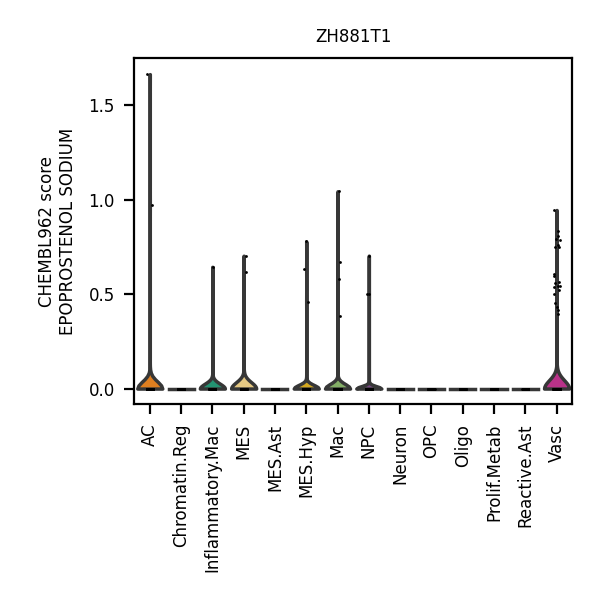 ZH881T1
CHEMBL962 score
EPOPROSTENOL SODIUM
1.5
1.0
0.5
0.0
AC
Chromatin.Reg
Inflammatory.Mac
MES
MES.Ast
MES.Hyp
Mac
NPC
Neuron
OPC
Oligo
Prolif.Metab
Reactive.Ast
Vasc